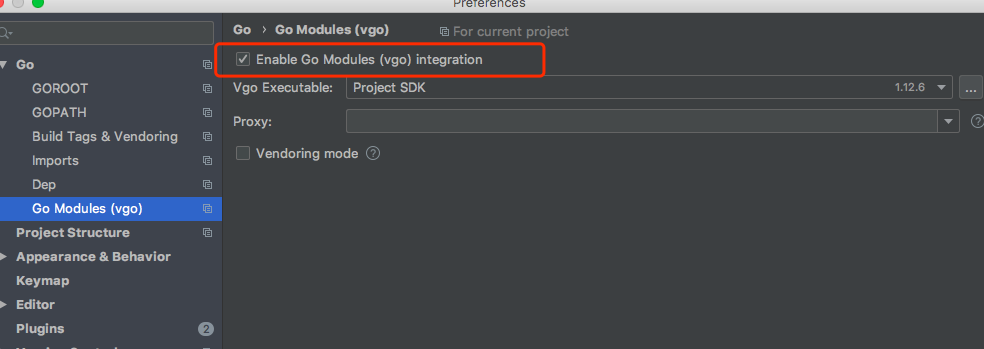 Preferences
Go › Go Modules (vgo) For current project
Enable Go Modules (vgo) integration
Vgo Executable: Project SDK 1.12.6 ...
Proxy: ?
Vendoring mode ?
Go
GOROOT
GOPATH
Build Tags & Vendoring
Imports
Dep
Go Modules (vgo)
Project Structure
Appearance & Behavior
Keymap
Editor
Plugins 2